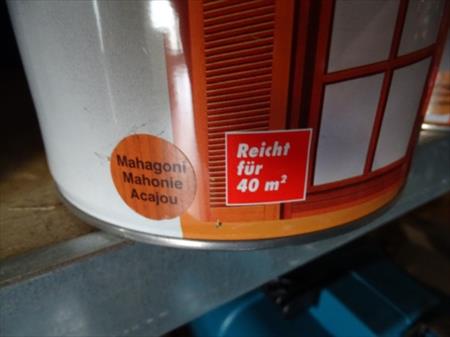 Mahagoni
Mahonie
Acajou
Reicht
für
40 m²